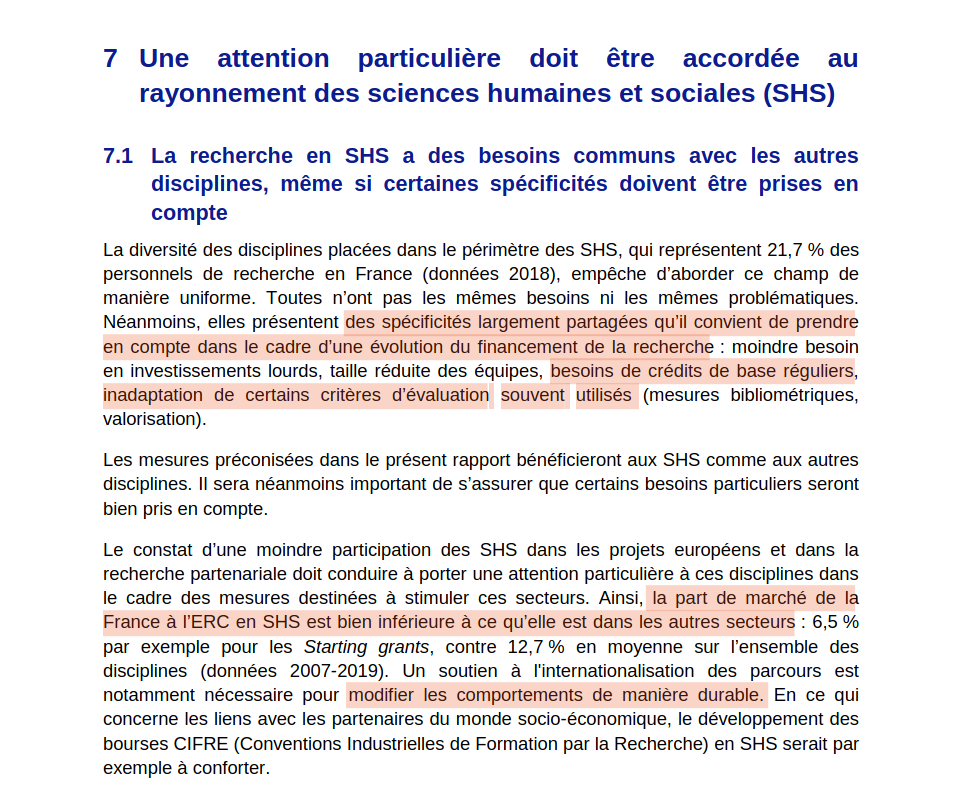 7 Une attention particulière doit être accordée au
rayonnement des sciences humaines et sociales (SHS)
7.1 La recherche en SHS a des besoins communs avec les autres
disciplines, même si certaines spécificités doivent être prises en
compte
La diversité des disciplines placées dans le périmètre des SHS, qui représentent 21,7 % des
personnels de recherche en France (données 2018), empêche d’aborder ce champ de
manière uniforme. Toutes n’ont pas les mêmes besoins ni les mêmes problématiques.
Néanmoins, elles présentent des spécificités largement partagées qu’il convient de prendre
en compte dans le cadre d’une évolution du financement de la recherche : moindre besoin
en investissements lourds, taille réduite des équipes, besoins de crédits de base réguliers,
inadaptation de certains critères d’évaluation souvent utilisés (mesures bibliométriques,
valorisation).
Les mesures préconisées dans le présent rapport bénéficieront aux SHS comme aux autres
disciplines. Il sera néanmoins important de s’assurer que certains besoins particuliers seront
bien pris en compte.
Le constat d’une moindre participation des SHS dans les projets européens et dans la
recherche partenariale doit conduire à porter une attention particulière à ces disciplines dans
le cadre des mesures destinées à stimuler ces secteurs. Ainsi, la part de marché de la
France à l’ERC en SHS est bien inférieure à ce qu’elle est dans les autres secteurs : 6,5 %
par exemple pour les Starting grants, contre 12,7 % en moyenne sur l’ensemble des
disciplines (données 2007-2019). Un soutien à l'internationalisation des parcours est
notamment nécessaire pour modifier les comportements de manière durable. En ce qui
concerne les liens avec les partenaires du monde socio-économique, le développement des
bourses CIFRE (Conventions Industrielles de Formation par la Recherche) en SHS serait par
exemple à conforter.